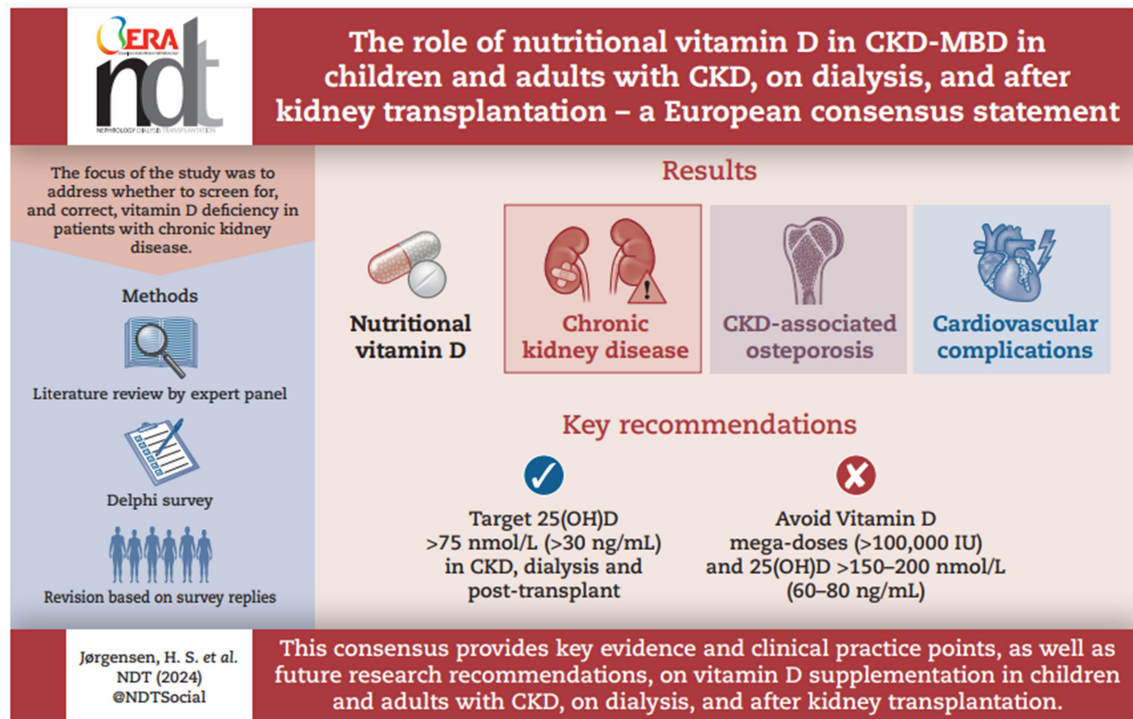 ERA
ndt
NEPHROLOGY DIALYSIS TRANSPLANTATION
The role of nutritional vitamin D in CKD-MBD in
children and adults with CKD, on dialysis, and after
kidney transplantation – a European consensus statement
The focus of the study was to
address whether to screen for,
and correct, vitamin D deficiency in
patients with chronic kidney
disease.
Methods
Literature review by expert panel
Delphi survey
Revision based on survey replies
Results
Nutritional
vitamin D
Chronic
kidney disease
CKD-associated
osteporosis
Cardiovascular
complications
Key recommendations
Target 25(OH)D
>75 nmol/L (>30 ng/mL)
in CKD, dialysis and
post-transplant
Avoid Vitamin D
mega-doses (>100,000 IU)
and 25(OH)D >150–200 nmol/L
(60–80 ng/mL)
Jørgensen, H. S. et al.
NDT (2024)
@NDTSocial
This consensus provides key evidence and clinical practice points, as well as
future research recommendations, on vitamin D supplementation in children
and adults with CKD, on dialysis, and after kidney transplantation.